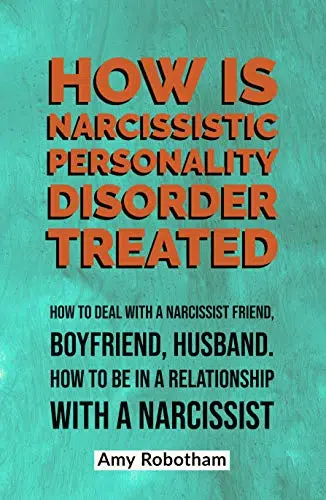 HOW IS
NARCISSISTIC
PERSONALITY
DISORDER
TREATED
HOW TO DEAL WITH A NARCISSIST FRIEND,
BOYFRIEND, HUSBAND.
HOW TO BE IN A RELATIONSHIP
WITH A NARCISSIST
Amy Robotham